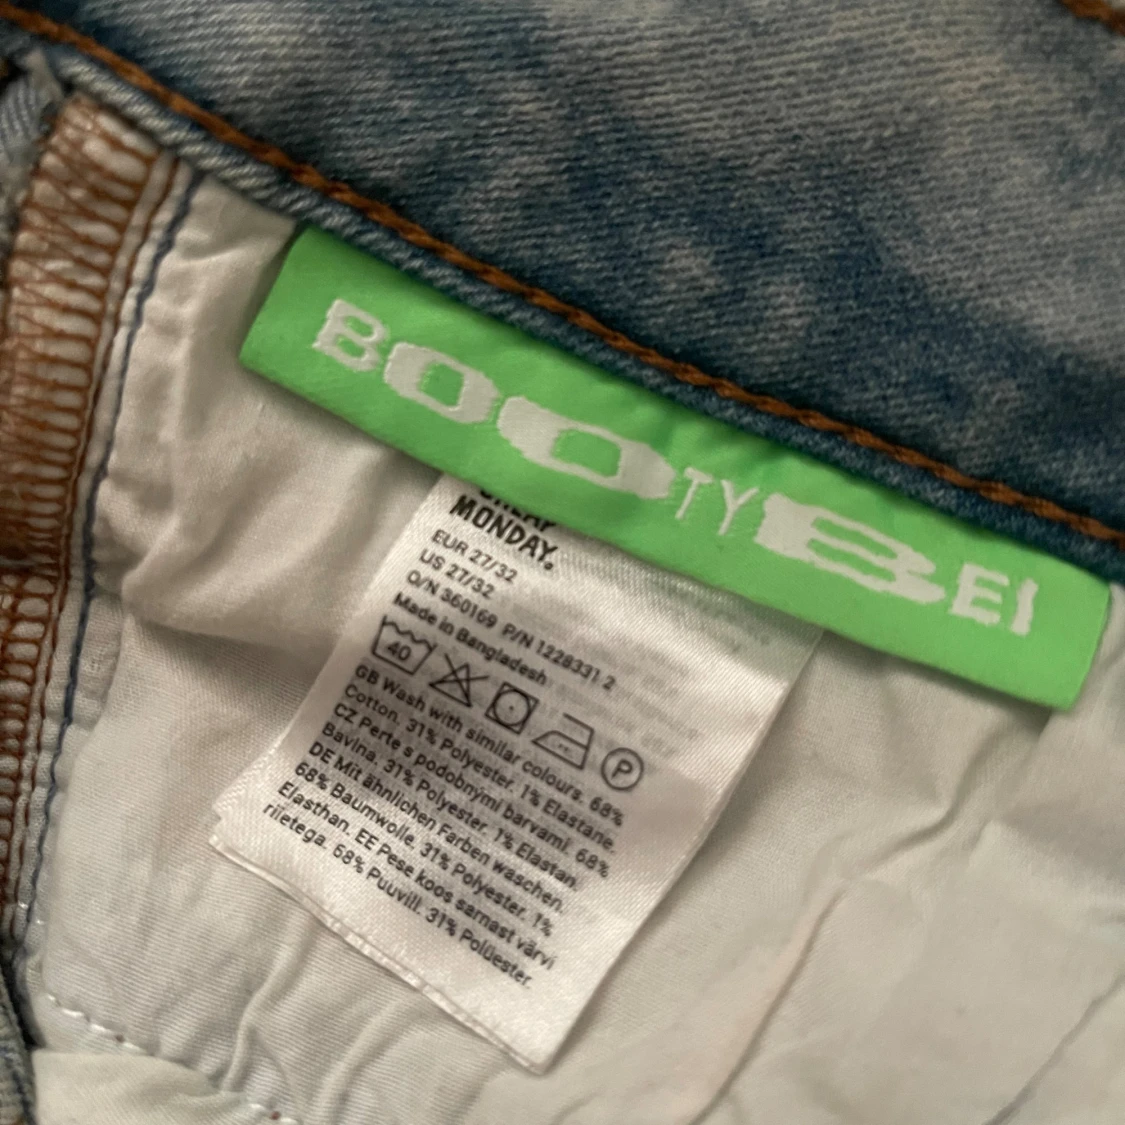 BOOTYBEI
CHEAP
MONDAY.
EUR 27/32
US 27/32
O/N 360169 P/N 1228331 2
Made in Bangladesh
40
P
GB Wash with similar colours. 68%
Cotton. 31% Polyester. 1% Elastane.
CZ Perte s podobnými barvami. 68%
Bavlna. 31% Polyester. 1% Elastan.
DE Mit ähnlichen Farben waschen.
68% Baumwolle. 31% Polyester. 1%
Elasthan. EE Pese koos sarnast värvi
riietega. 68% Puuvill. 31% Polüester.